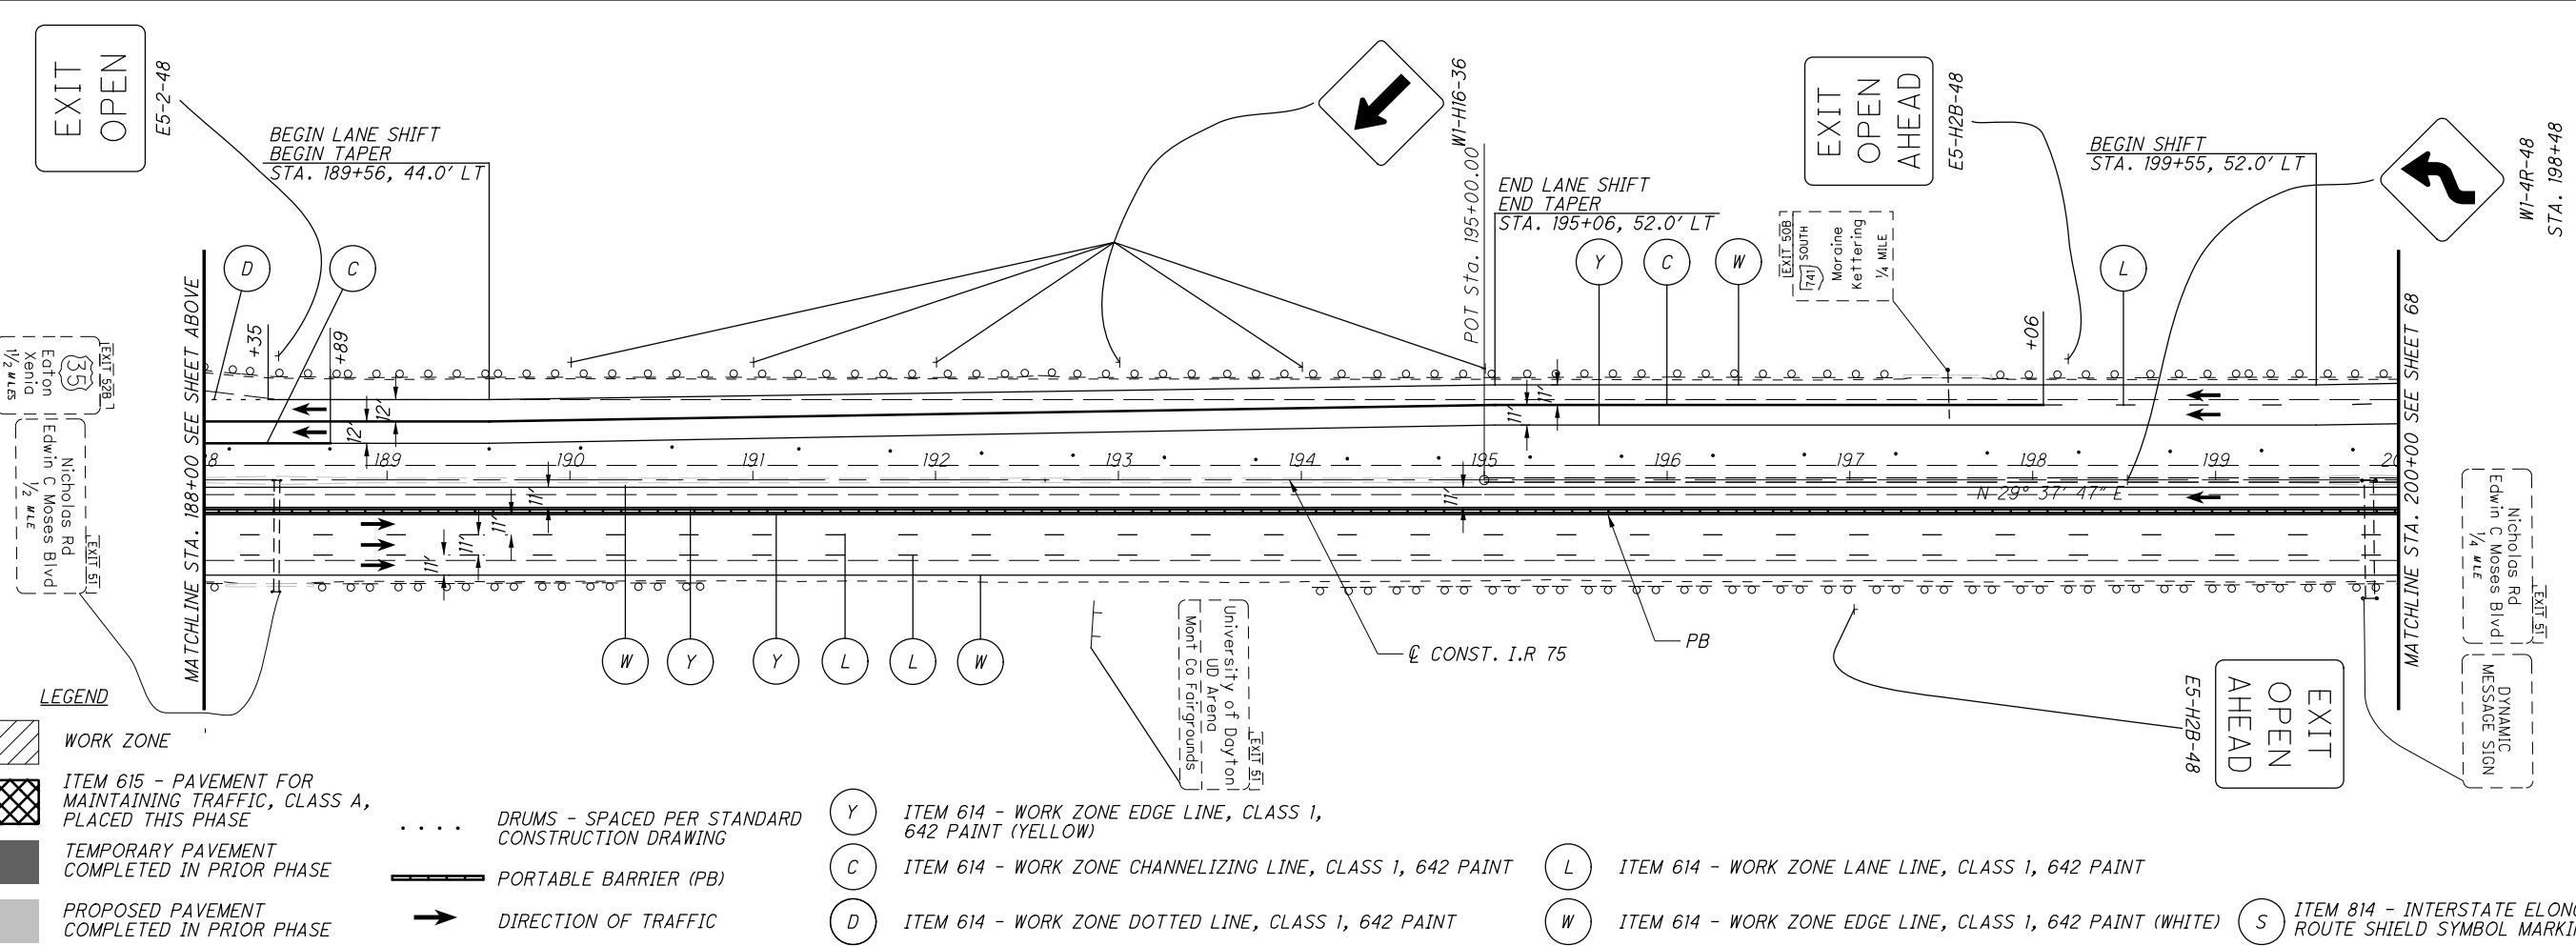 EXIT
OPEN
E5-2-48
BEGIN LANE SHIFT
BEGIN TAPER
STA. 189+56, 44.0' LT
W1-H16-36
POT Sta. 195+00.00
END LANE SHIFT
END TAPER
STA. 195+06, 52.0' LT
EXIT
OPEN
AHEAD
E5-H2B-48
BEGIN SHIFT
STA. 199+55, 52.0' LT
W1-4R-48
STA. 198+48
EXIT 50B
741 SOUTH
Moraine
Kettering
1/4 MILE
D
C
Y
C
W
L
+35
+89
+06
MATCHLINE STA. 188+00 SEE SHEET ABOVE
MATCHLINE STA. 200+00 SEE SHEET 68
EXIT 52B
35
Eaton
Xenia
1 1/2 MILES
EXIT 51
Nicholas Rd
Edwin C Moses Blvd
1/2 MILE
12'
12'
11'
11'
8
189
190
191
192
193
194
195
196
197
198
199
20
N 29° 37' 47" E
11'
11'
11'
11'
11'
W
Y
Y
L
L
W
EXIT 51
University of Dayton
UD Arena
Mont Co Fairgrounds
℄ CONST. I.R 75
PB
EXIT
OPEN
AHEAD
E5-H2B-48
EXIT 51
Nicholas Rd
Edwin C Moses Blvd
1/4 MILE
DYNAMIC
MESSAGE SIGN
LEGEND
WORK ZONE
ITEM 615 - PAVEMENT FOR
MAINTAINING TRAFFIC, CLASS A,
PLACED THIS PHASE
TEMPORARY PAVEMENT
COMPLETED IN PRIOR PHASE
PROPOSED PAVEMENT
COMPLETED IN PRIOR PHASE
DRUMS - SPACED PER STANDARD
CONSTRUCTION DRAWING
PORTABLE BARRIER (PB)
DIRECTION OF TRAFFIC
Y ITEM 614 - WORK ZONE EDGE LINE, CLASS 1,
642 PAINT (YELLOW)
C ITEM 614 - WORK ZONE CHANNELIZING LINE, CLASS 1, 642 PAINT
D ITEM 614 - WORK ZONE DOTTED LINE, CLASS 1, 642 PAINT
L ITEM 614 - WORK ZONE LANE LINE, CLASS 1, 642 PAINT
W ITEM 614 - WORK ZONE EDGE LINE, CLASS 1, 642 PAINT (WHITE)
S ITEM 814 - INTERSTATE
ROUTE SHIELD SYMBOL